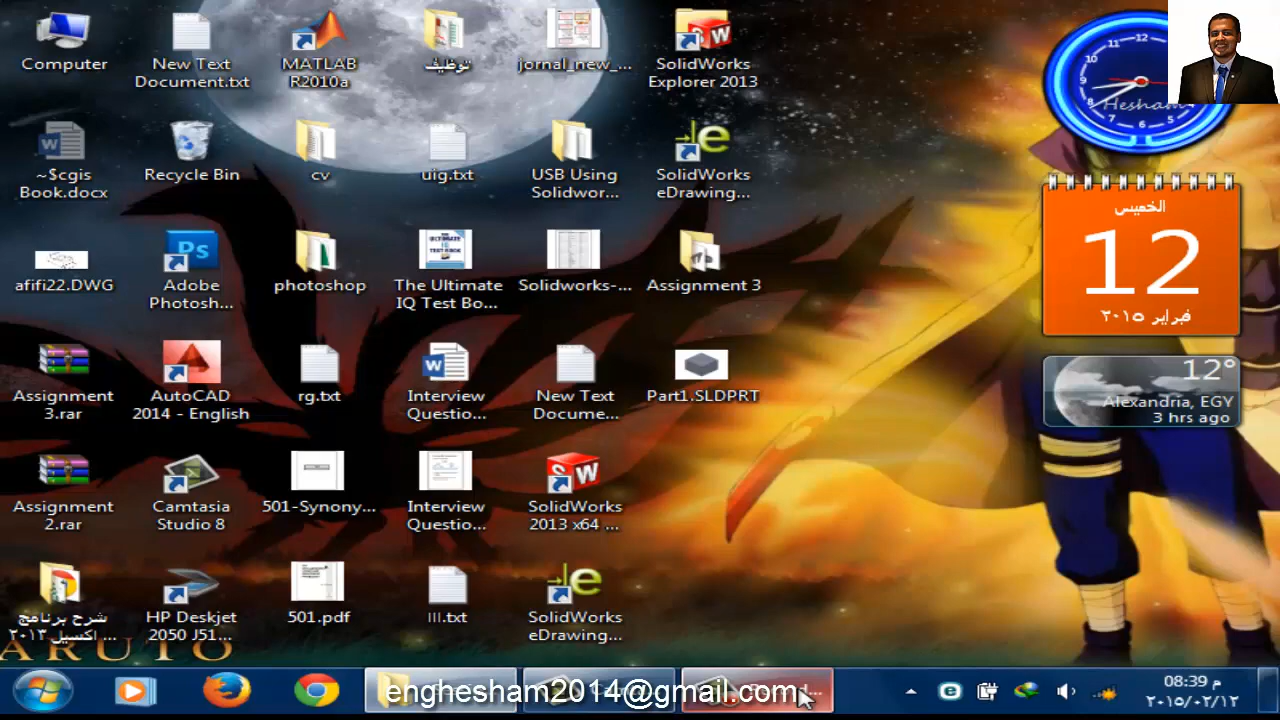 Computer
New Text
Document.txt
MATLAB
R2010a
توظيف
jornal_new_...
SolidWorks
Explorer 2013
~$cgis
Book.docx
Recycle Bin
cv
uig.txt
USB Using
Solidwor...
SolidWorks
eDrawing...
afifi22.DWG
Adobe
Photosh...
photoshop
The Ultimate
IQ Test Bo...
Solidworks-...
Assignment 3
Assignment
3.rar
AutoCAD
2014 - English
rg.txt
Interview
Questio...
New Text
Docume...
Part1.SLDPRT
Assignment
2.rar
Camtasia
Studio 8
501-Synony...
Interview
Questio...
SolidWorks
2013 x64 ...
شرح برنامج
اكسيل ٢٠١٣ ...
HP Deskjet
2050 J51...
501.pdf
SolidWorks
eDrawing...
ARUTO
Hesham
الخميس
12
فبراير ٢٠١٥
12°
Alexandria, EGY
3 hrs ago
enghesham2014@gmail.com
08:39 م
٢٠١٥/٠٢/١٢